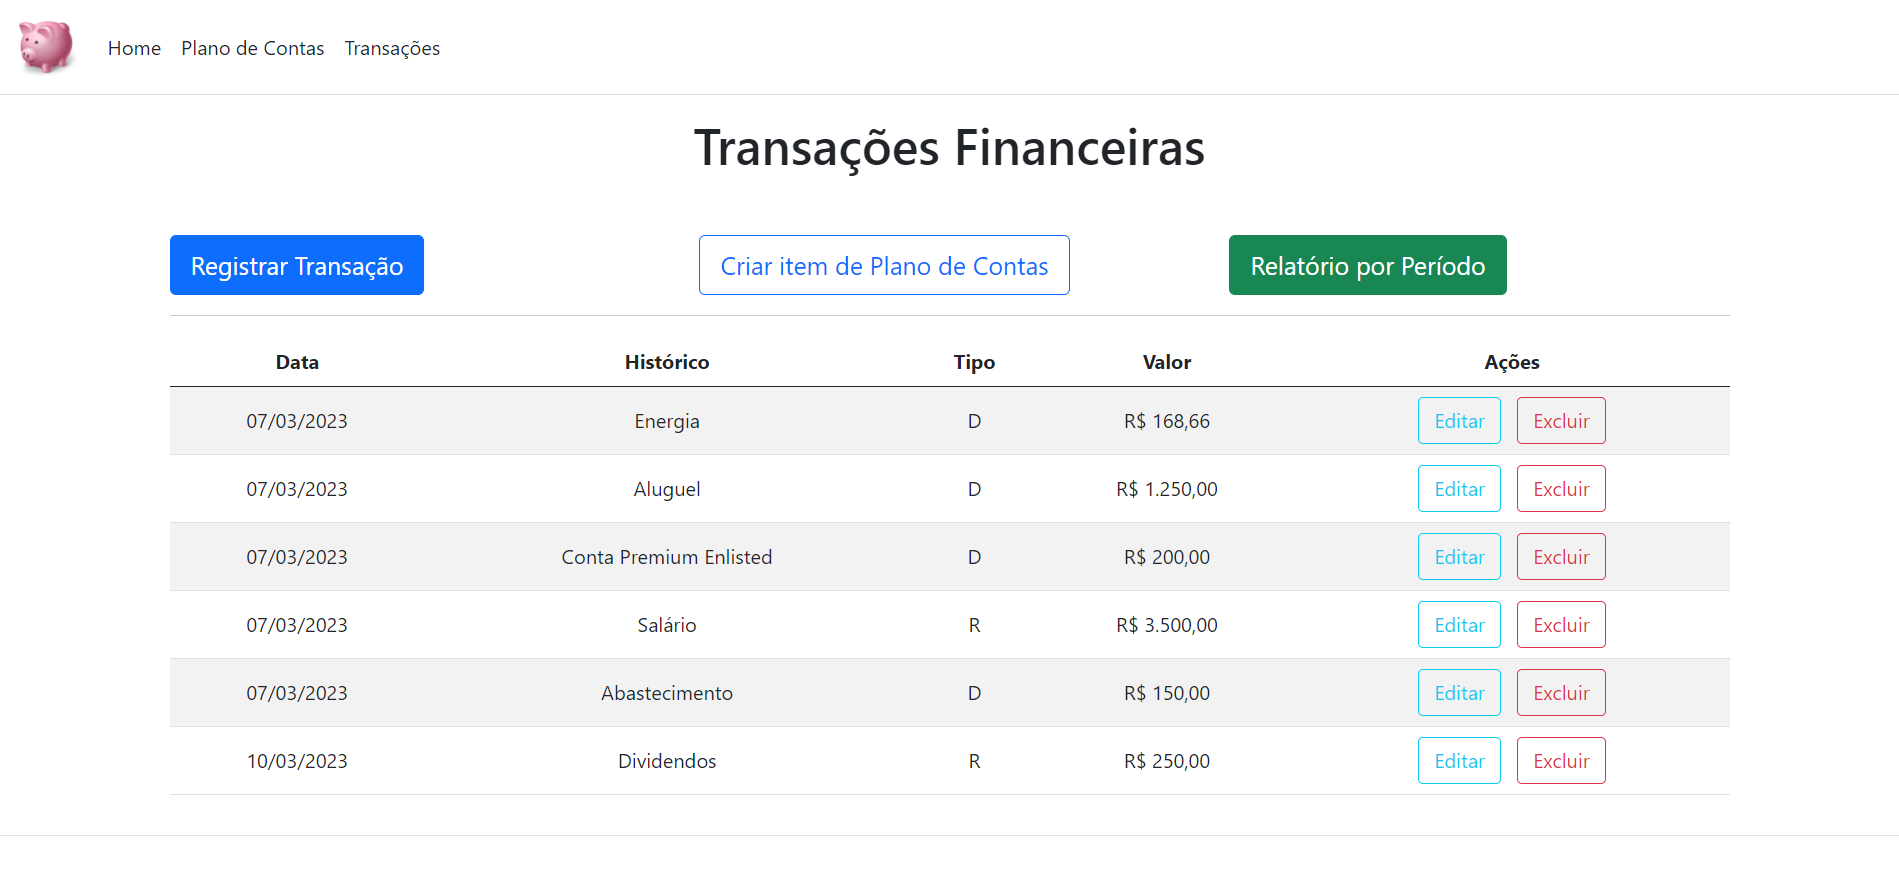 Home Plano de Contas Transações
Transações Financeiras
Registrar Transação Criar item de Plano de Contas Relatório por Período
Data Histórico Tipo Valor Ações
07/03/2023 Energia D R$ 168,66 Editar Excluir
07/03/2023 Aluguel D R$ 1.250,00 Editar Excluir
07/03/2023 Conta Premium Enlisted D R$ 200,00 Editar Excluir
07/03/2023 Salário R R$ 3.500,00 Editar Excluir
07/03/2023 Abastecimento D R$ 150,00 Editar Excluir
10/03/2023 Dividendos R R$ 250,00 Editar Excluir